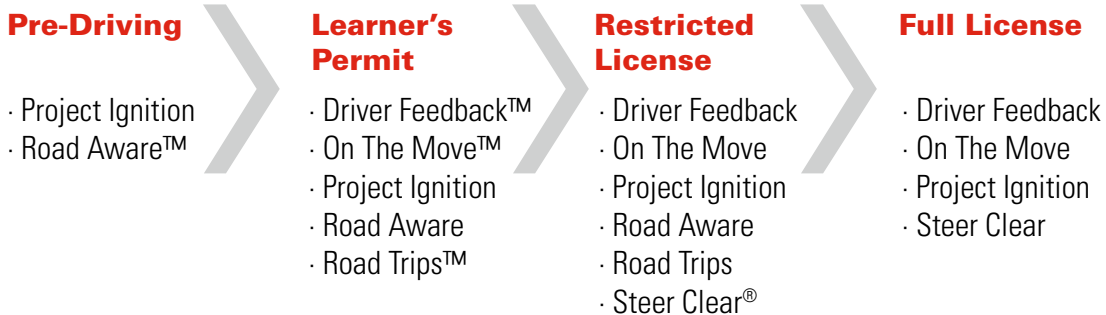 Pre-Driving
· Project Ignition
· Road Aware™
Learner's
Permit
· Driver Feedback™
· On The Move™
· Project Ignition
· Road Aware
· Road Trips™
Restricted
License
· Driver Feedback
· On The Move
· Project Ignition
· Road Aware
· Road Trips
· Steer Clear®
Full License
· Driver Feedback
· On The Move
· Project Ignition
· Steer Clear